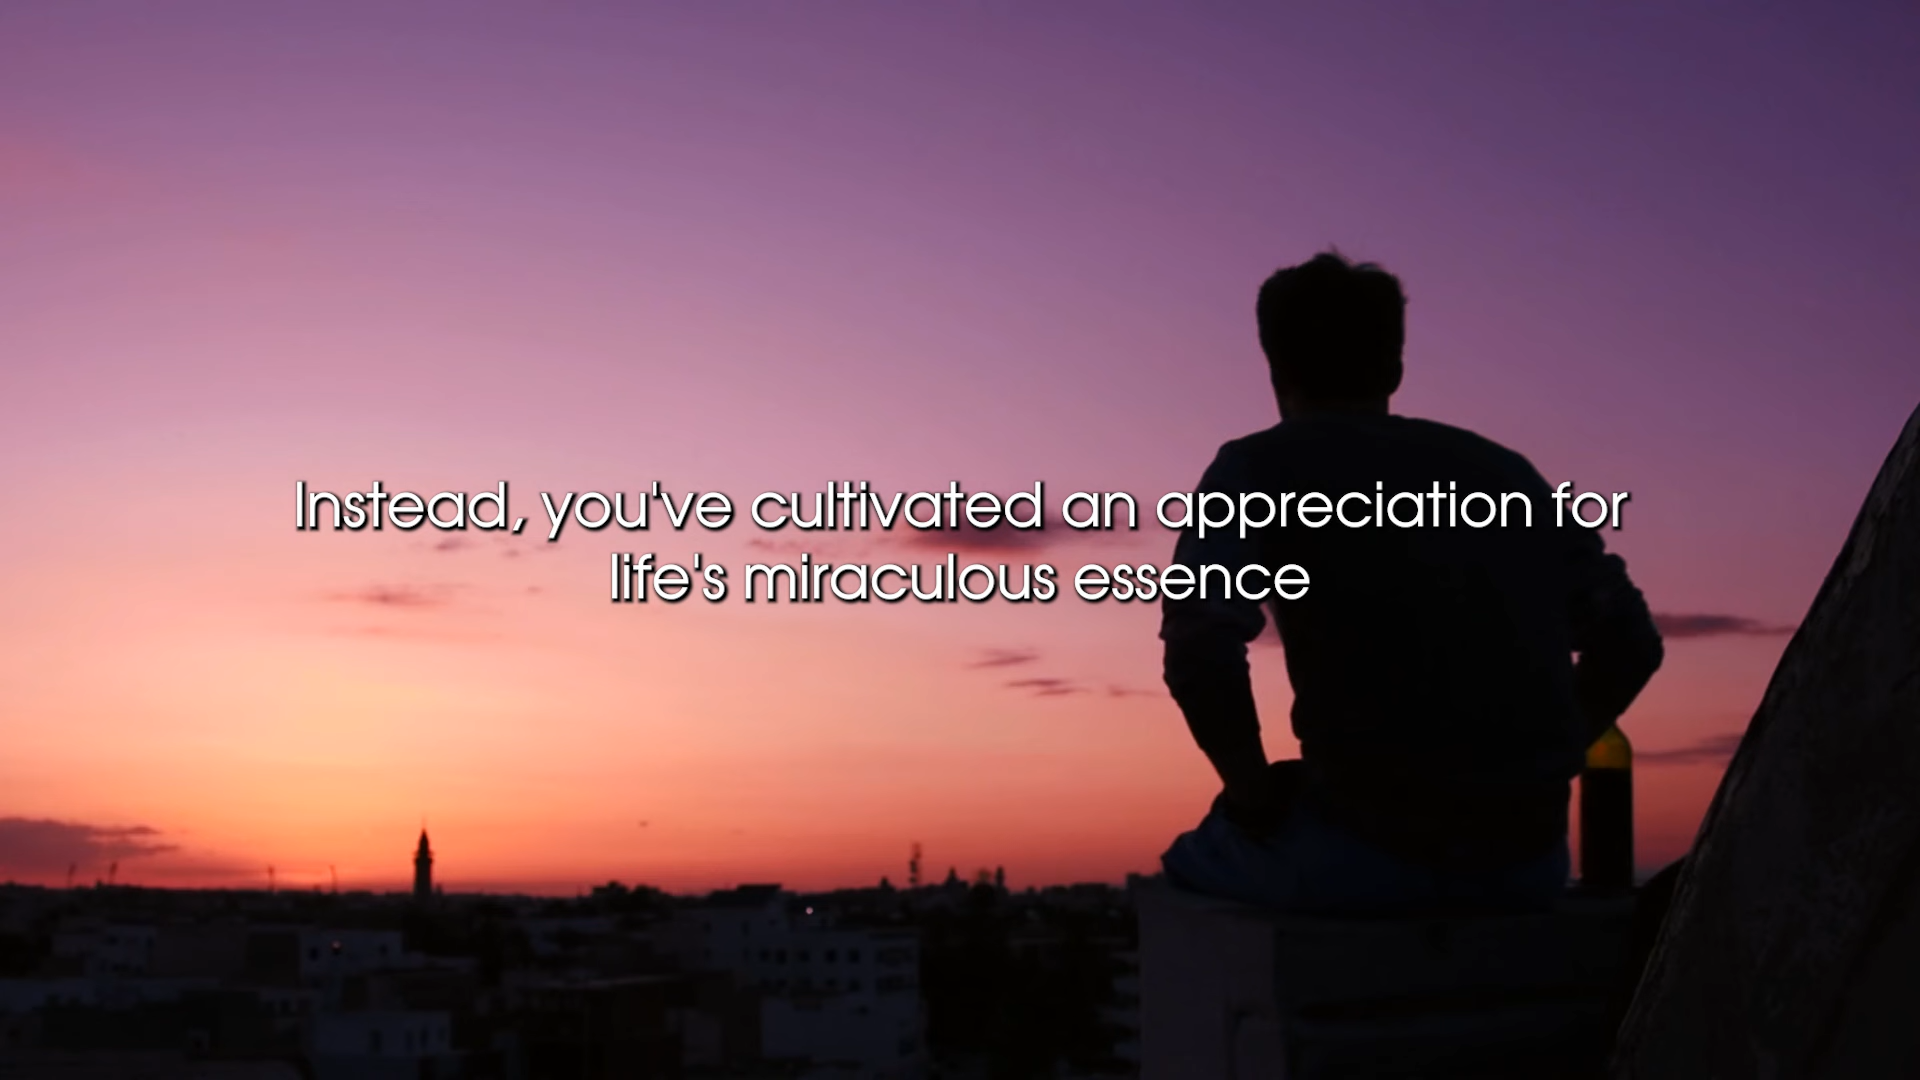 Instead, you've cultivated an appreciation for
life's miraculous essence